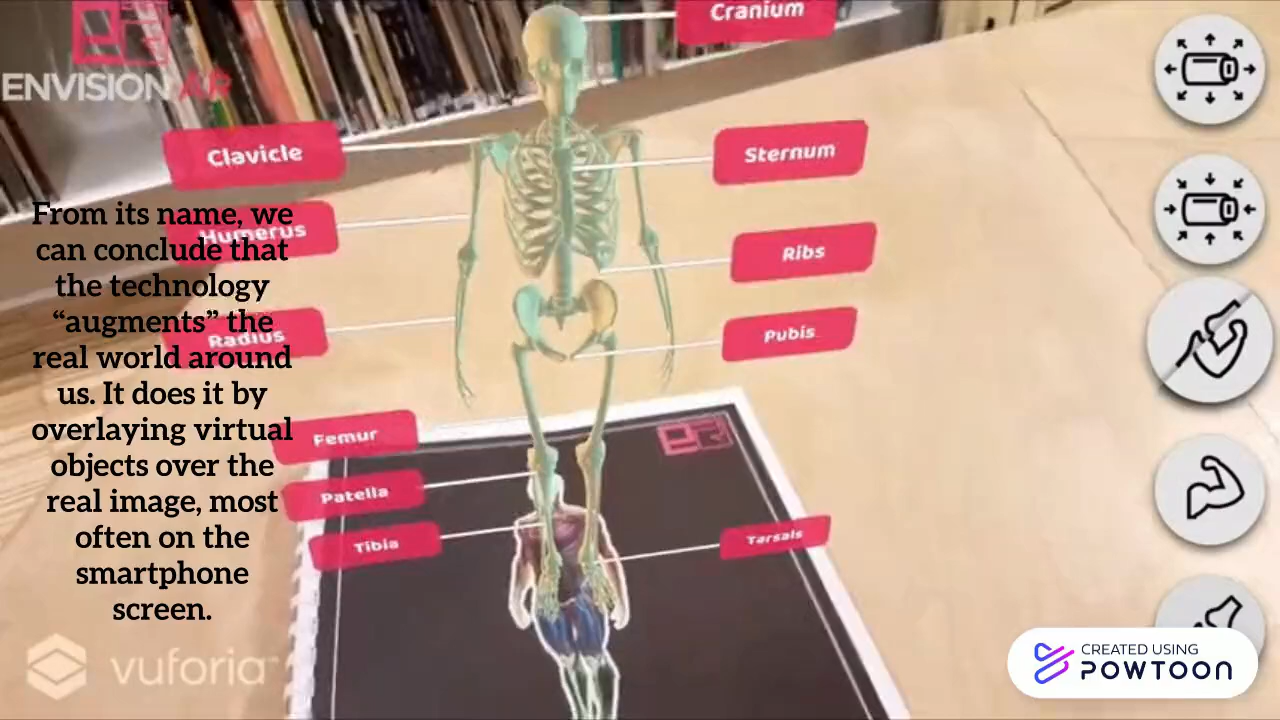 Cranium
ENVISION AR
Clavicle
Sternum
From its name, we
can conclude that
the technology
“augments” the
real world around
us. It does it by
overlaying virtual
objects over the
real image, most
often on the
smartphone
screen.
Humerus
Ribs
Radius
Pubis
Femur
Patella
Tibia
Tarsals
vuforia™
CREATED USING
POWTOON